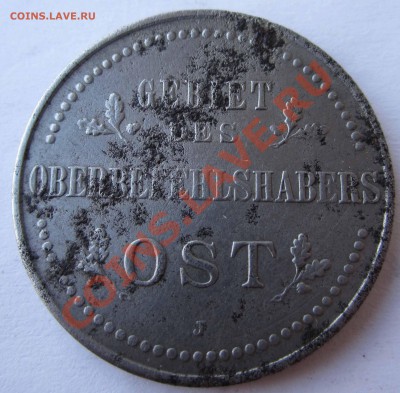 COINS.LAVE.RU
GEBIET
DES
OBERBEFEHLSHABERS
OST
J
COINS.LAVE.RU